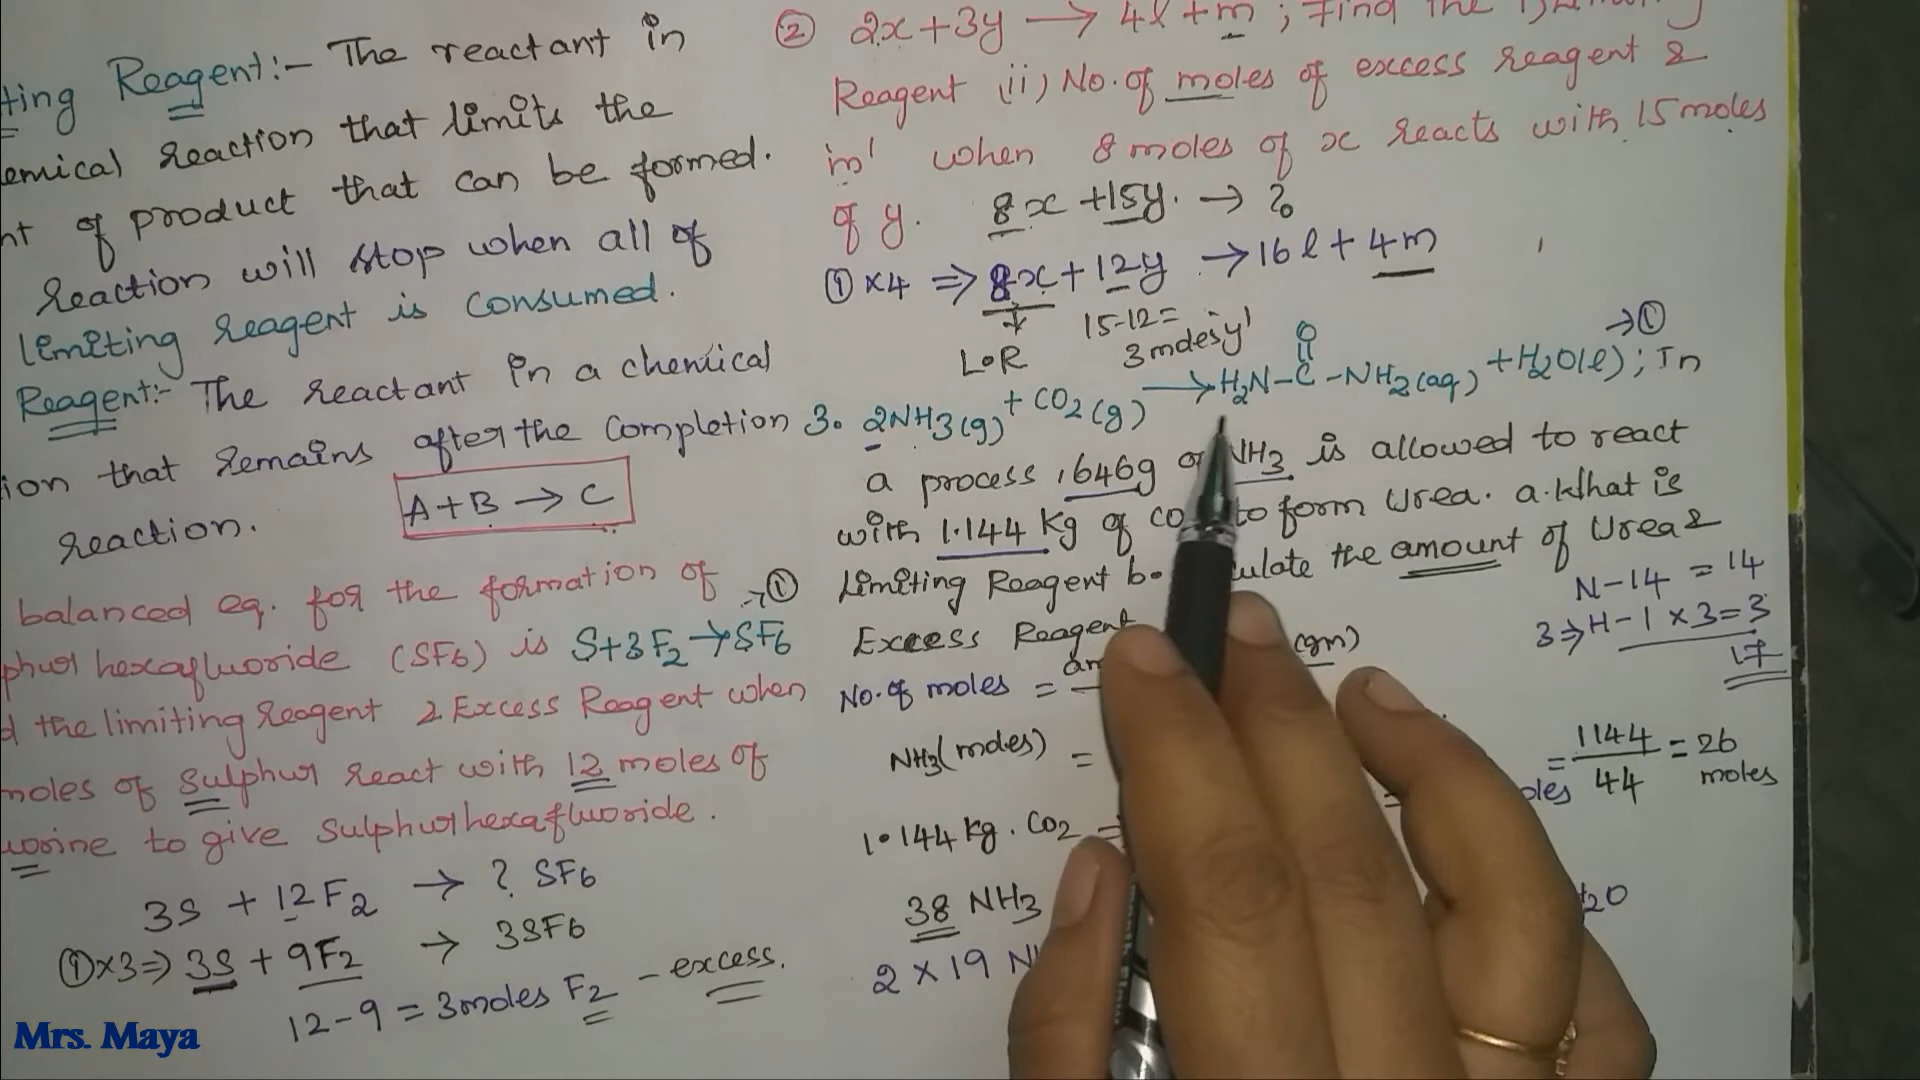 ting Reagent:- The reactant in
emical reaction that limits the
nt of product that can be formed.
reaction will stop when all of
limiting reagent is consumed.
Reagent:- The reactant in a chemical
ion that remains after the completion
reaction.
A+B → C
balanced eq. for the formation of
phur hexafluoride (SF6) is S+3F2→SF6 →①
d the limiting reagent & Excess Reagent when
moles of sulphur react with 12 moles of
uorine to give sulphurhexafluoride.
3S + 12F2 → ? SF6
①×3⇒ 3S + 9F2 → 3SF6
12-9 = 3moles F2 - excess.
Mrs. Maya
② 2x+3y → 4l+m ; Find the
Reagent (ii) No. of moles of excess reagent &
'm' when 8 moles of x reacts with 15 moles
of y. 8x +15y. → ?
①×4 ⇒ 8x+12y → 16l + 4m
LoR 15-12=
3moles'y'
3. 2NH3(g) + CO2(g) → H2N-C-NH2(aq) + H2O(l); In →①
O
a process, 646g NH3 is allowed to react
with 1.144 kg of to form Urea. a. What is
Limiting Reagent b. the amount of Urea &
Excess Reagent
N-14 = 14
3⇒H-1×3=3
17
No. of moles = (gm)
NH3(moles) =
1.144 kg. CO2 =
= 1144/44 = 26 moles
38 NH3
2×19